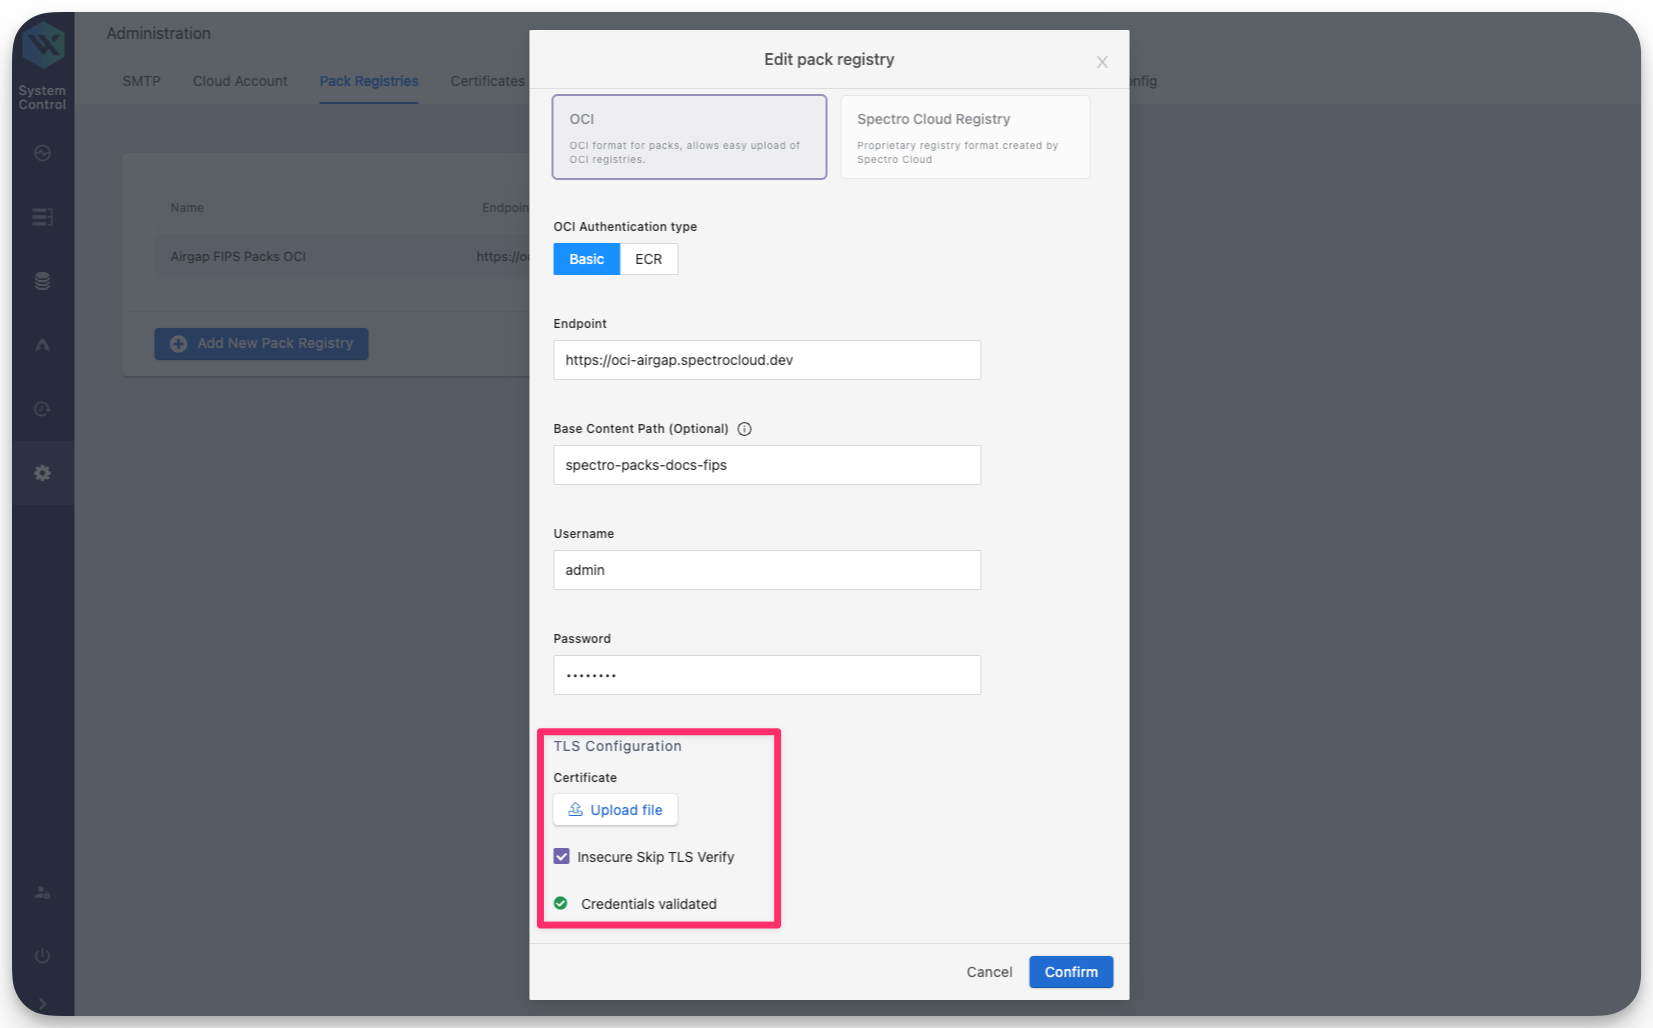 System
Control
Administration
SMTP
Cloud Account
Pack Registries
Certificates
Name
Airgap FIPS Packs OCI
Add New Pack Registry
Edit pack registry
OCI
OCI format for packs, allows easy upload of
OCI registries.
Spectro Cloud Registry
Proprietary registry format created by
Spectro Cloud
OCI Authentication type
Basic
ECR
Endpoint
https://oci-airgap.spectrocloud.dev
Base Content Path (Optional)
spectro-packs-docs-fips
Username
admin
Password
••••••••
TLS Configuration
Certificate
Upload file
Insecure Skip TLS Verify
Credentials validated
Cancel
Confirm